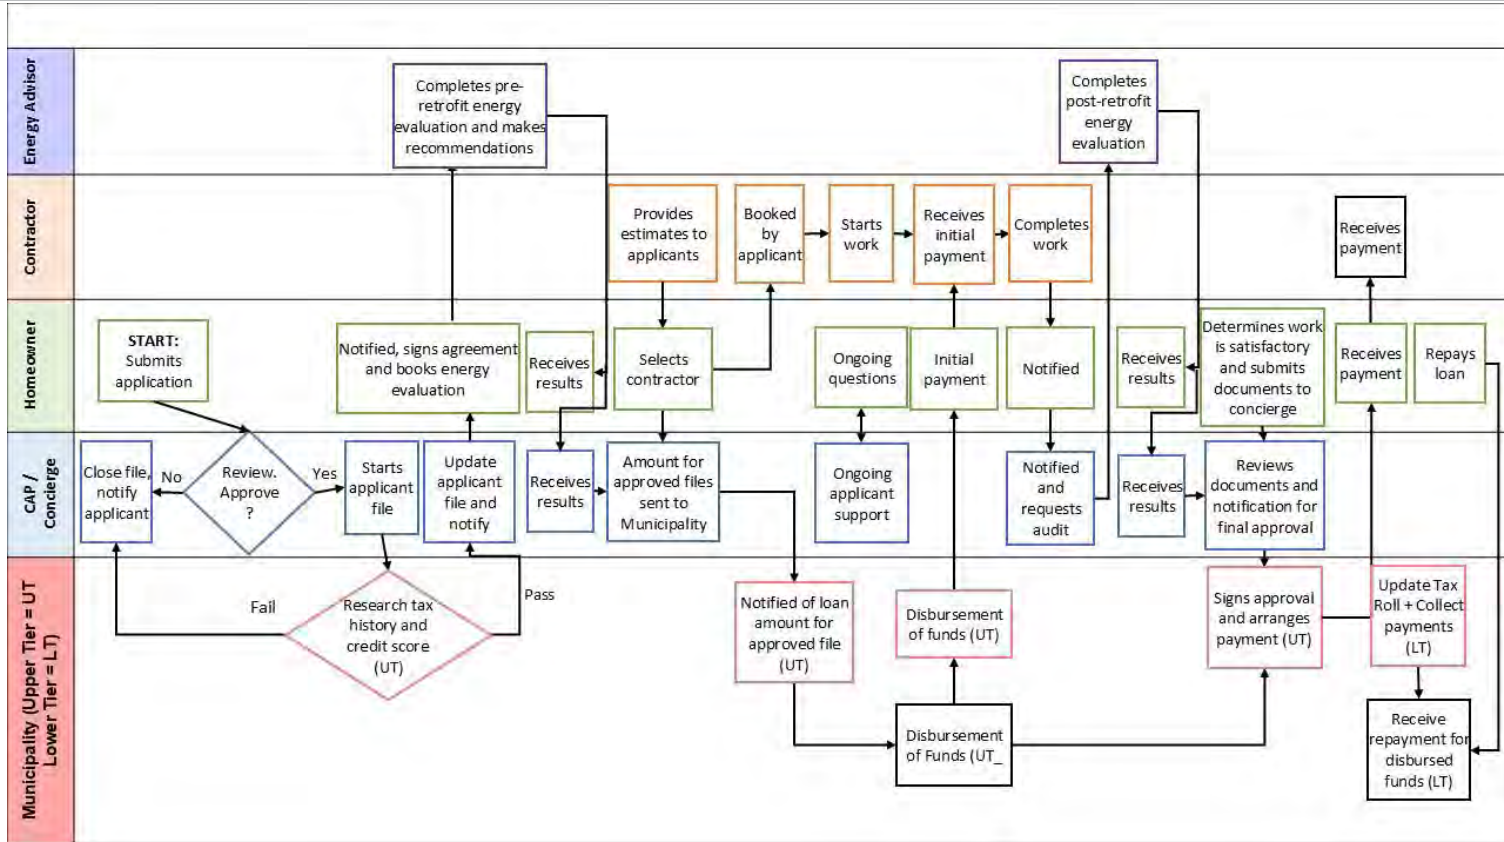 Energy Advisor
Completes pre-
retrofit energy
evaluation and makes
recommendations
Completes
post-retrofit
energy
evaluation
Contractor
Provides
estimates to
applicants
Booked
by
applicant
Starts
work
Receives
initial
payment
Completes
work
Receives
payment
Homeowner
START:
Submits
application
Notified, signs agreement
and books energy
evaluation
Receives
results
Selects
contractor
Ongoing
questions
Initial
payment
Notified
Receives
results
Determines work
is satisfactory
and submits
documents to
concierge
Receives
payment
Repays
loan
CAP /
Concierge
Close file,
notify
applicant
No
Review.
Approve
?
Yes
Starts
applicant
file
Update
applicant
file and
notify
Receives
results
Amount for
approved files
sent to
Municipality
Ongoing
applicant
support
Notified
and
requests
audit
Receives
results
Reviews
documents and
notification for
final approval
Municipality (Upper Tier = UT
Lower Tier = LT)
Fail
Research tax
history and
credit score
(UT)
Pass
Notified of loan
amount for
approved file
(UT)
Disbursement
of funds (UT)
Disbursement
of Funds (UT_
Signs approval
and arranges
payment (UT)
Update Tax
Roll + Collect
payments
(LT)
Receive
repayment for
disbursed
funds (LT)